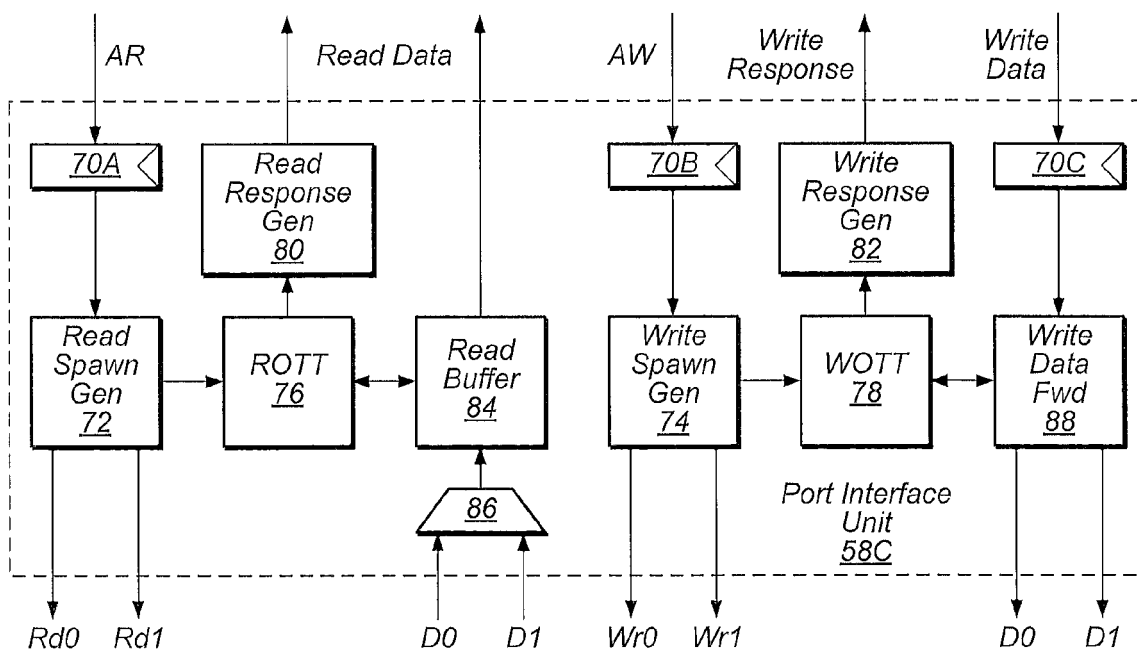 AR
Read Data
AW
Write
Response
Write
Data
70A
Read
Response
Gen
80
70B
Write
Response
Gen
82
70C
Read
Spawn
Gen
72
ROTT
76
Read
Buffer
84
Write
Spawn
Gen
74
WOTT
78
Write
Data
Fwd
88
86
Port Interface
Unit
58C
Rd0
Rd1
D0
D1
Wr0
Wr1
D0
D1